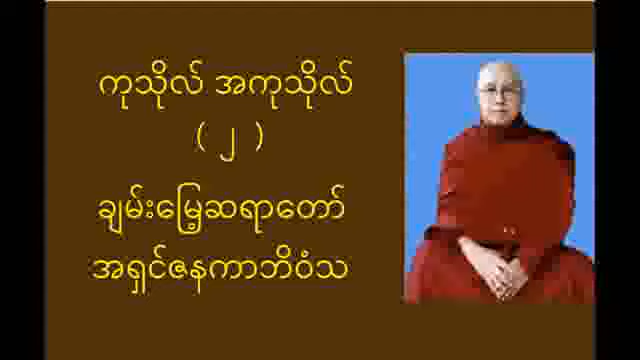 ကုသိုလ် အကုသိုလ်
( ၂ )
ချမ်းမြေ့ဆရာတော်
အရှင်ဇနကာဘိဝံသ